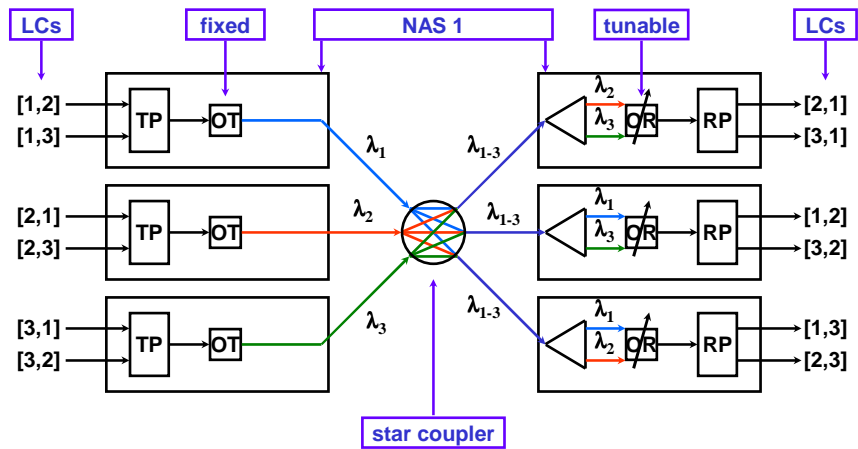 LCs fixed NAS 1 tunable LCs
[1,2] [1,3] TP OT λ1 λ1-3 λ2 λ3 OR RP [2,1] [3,1]
[2,1] [2,3] TP OT λ2 λ1-3 λ1 λ3 OR RP [1,2] [3,2]
[3,1] [3,2] TP OT λ3 λ1-3 λ1 λ2 OR RP [1,3] [2,3]
star coupler